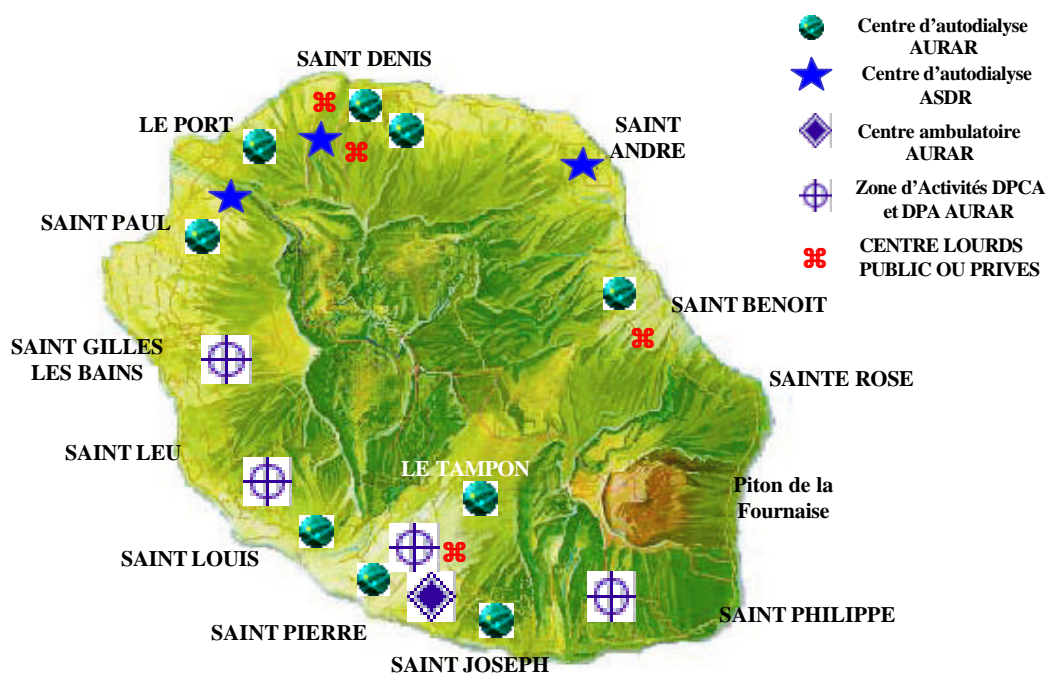 SAINT DENIS
LE PORT
SAINT
ANDRE
SAINT PAUL
SAINT BENOIT
SAINT GILLES
LES BAINS
SAINTE ROSE
SAINT LEU
LE TAMPON
Piton de la
Fournaise
SAINT LOUIS
SAINT PHILIPPE
SAINT PIERRE
SAINT JOSEPH
Centre d'autodialyse
AURAR
Centre d'autodialyse
ASDR
Centre ambulatoire
AURAR
Zone d'Activités DPCA
et DPA AURAR
CENTRE LOURDS
PUBLIC OU PRIVES